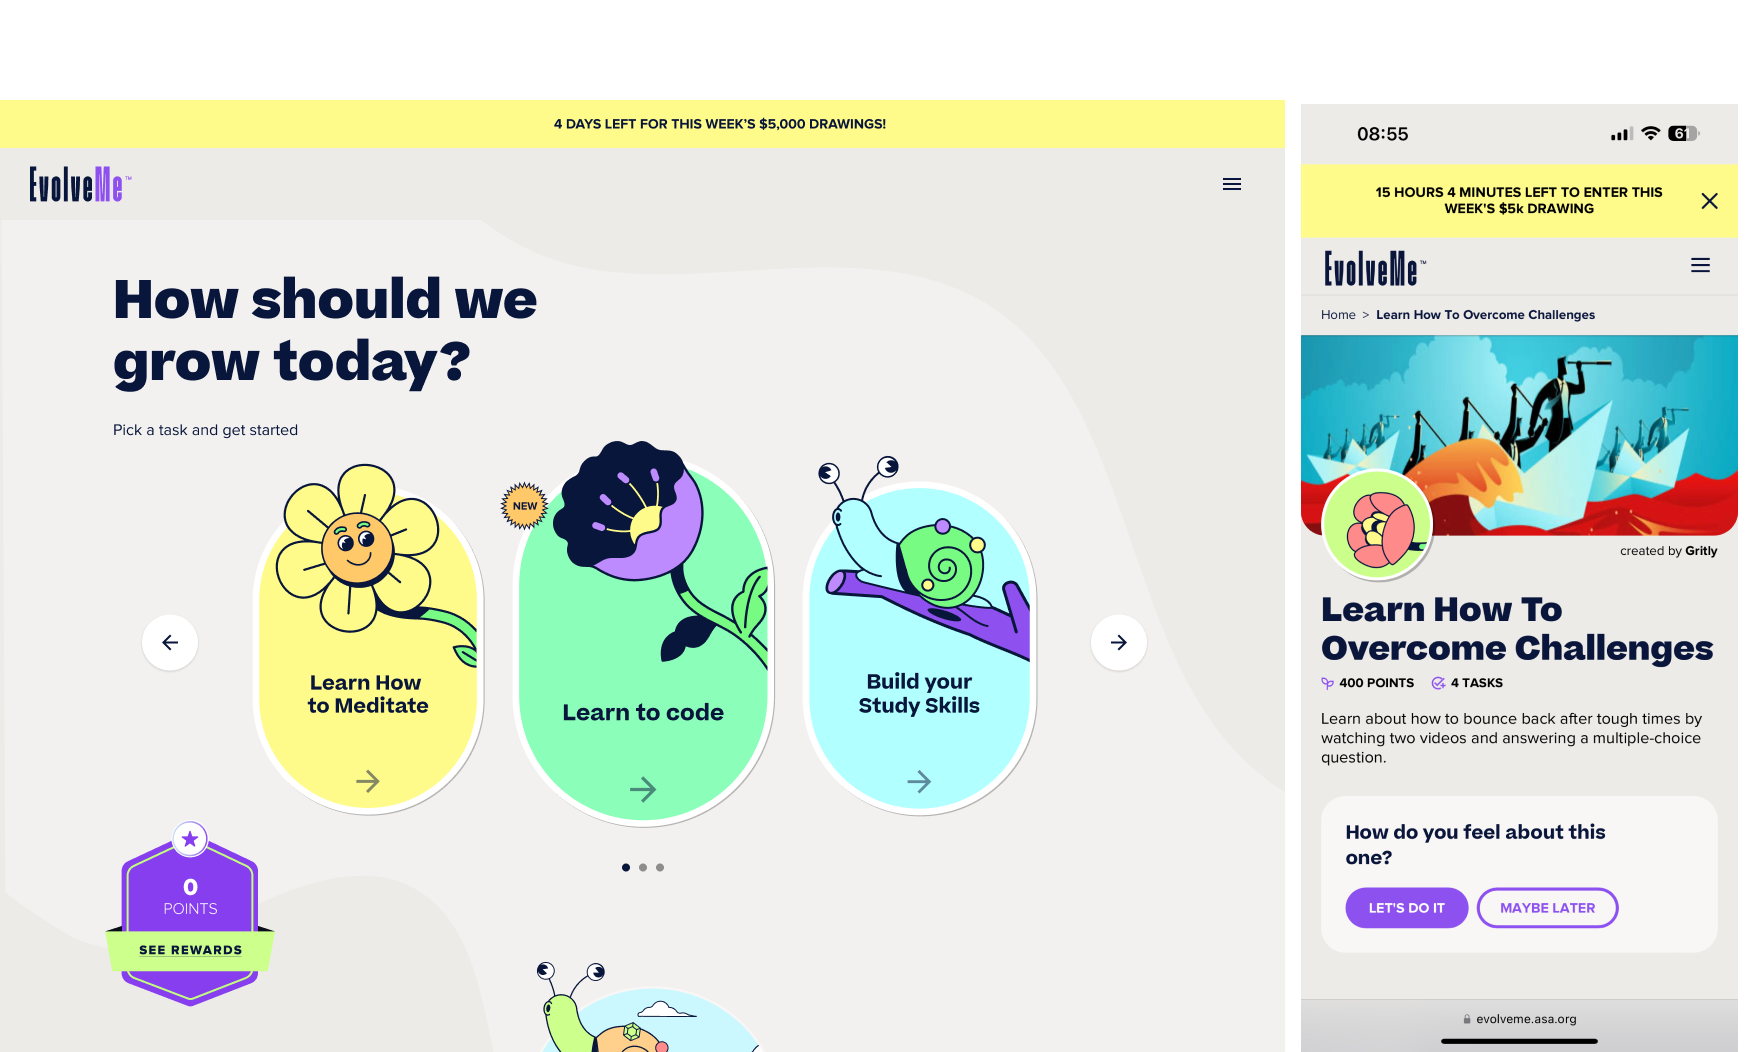 4 DAYS LEFT FOR THIS WEEK'S $5,000 DRAWINGS!
EvolveMe™
How should we
grow today?
Pick a task and get started
NEW
Learn How
to Meditate
Learn to code
Build your
Study Skills
0
POINTS
SEE REWARDS
08:55
61
15 HOURS 4 MINUTES LEFT TO ENTER THIS
WEEK'S $5k DRAWING
EvolveMe™
Home > Learn How To Overcome Challenges
created by Gritly
Learn How To
Overcome Challenges
400 POINTS 4 TASKS
Learn about how to bounce back after tough times by
watching two videos and answering a multiple-choice
question.
How do you feel about this
one?
LET'S DO IT MAYBE LATER
evolveme.asa.org